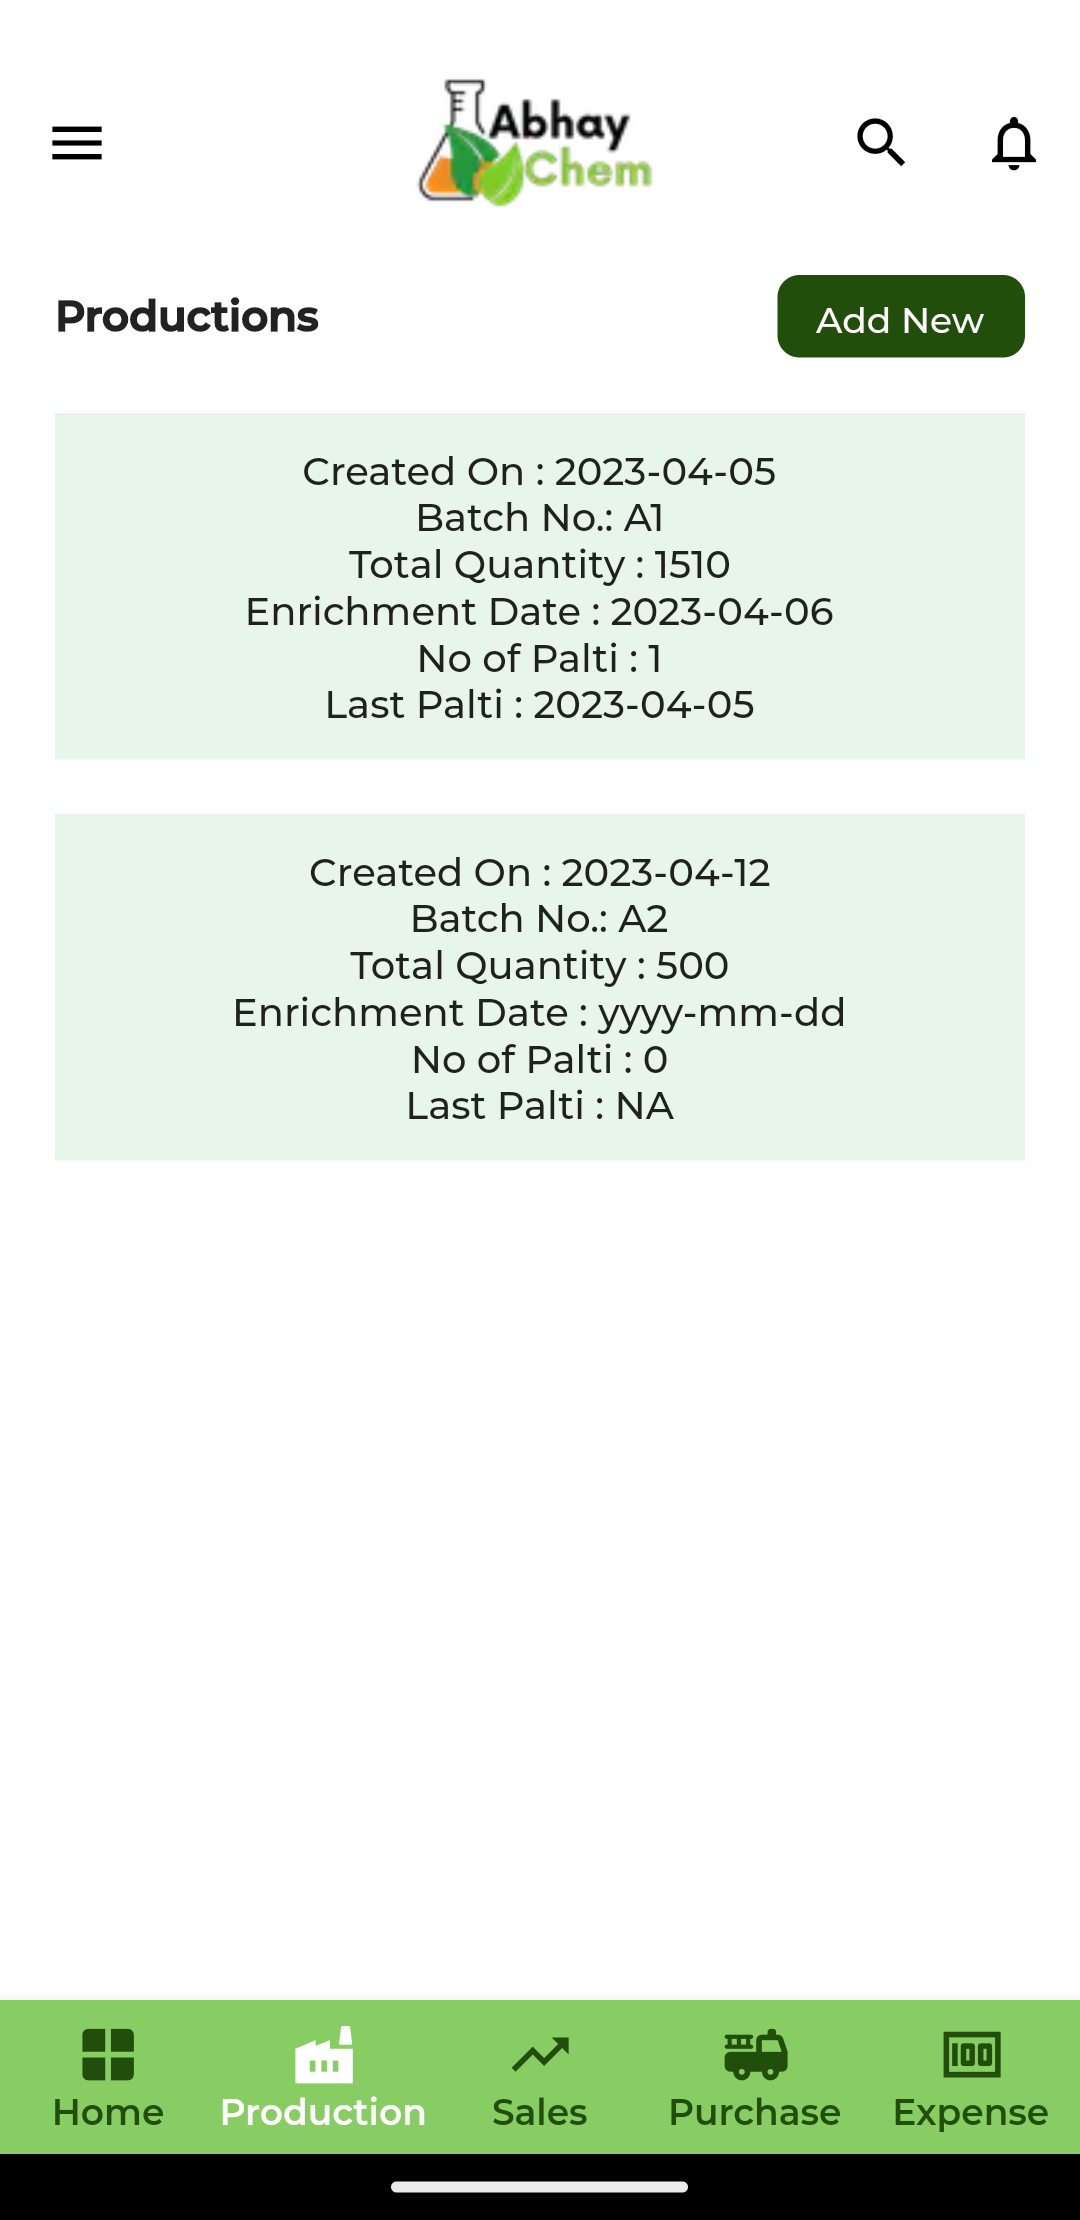 Abhay
Chem
Productions
Add New
Created On : 2023-04-05
Batch No.: A1
Total Quantity : 1510
Enrichment Date : 2023-04-06
No of Palti : 1
Last Palti : 2023-04-05
Created On : 2023-04-12
Batch No.: A2
Total Quantity : 500
Enrichment Date : yyyy-mm-dd
No of Palti : 0
Last Palti : NA
100
Home
Production
Sales
Purchase
Expense